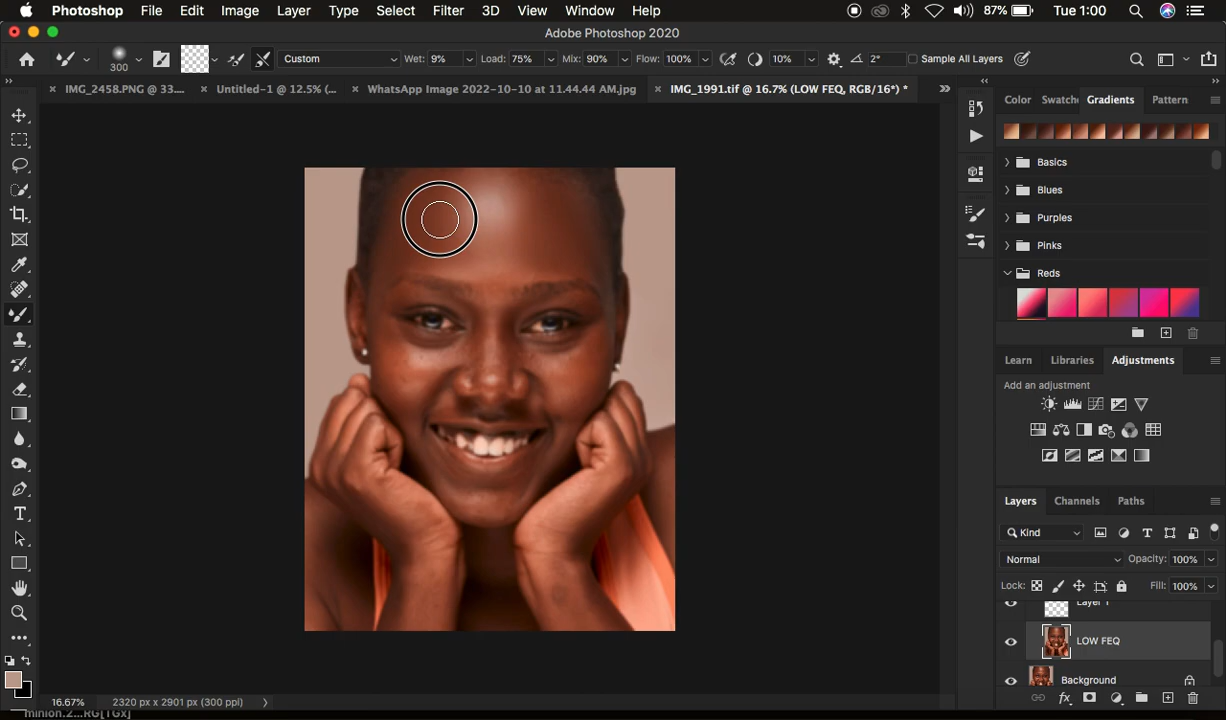 Photoshop File Edit Image Layer Type Select Filter 3D View Window Help 87% Tue 1:00
Adobe Photoshop 2020
300 Custom Wet: 9% Load: 75% Mix: 90% Flow: 100% 10% 2° Sample All Layers
IMG_2458.PNG @ 33.... Untitled-1 @ 12.5% (... WhatsApp Image 2022-10-10 at 11.44.44 AM.jpg IMG_1991.tif @ 16.7% (LOW FEQ, RGB/16*) *
Color Swatche Gradients Pattern
Basics
Blues
Purples
Pinks
Reds
Learn Libraries Adjustments
Add an adjustment
Layers Channels Paths
Kind
Normal Opacity: 100%
Lock: Fill: 100%
Layer 1
LOW FEQ
Background
16.67% 2320 px x 2901 px (300 ppi)
minion.2...RG[TGx]